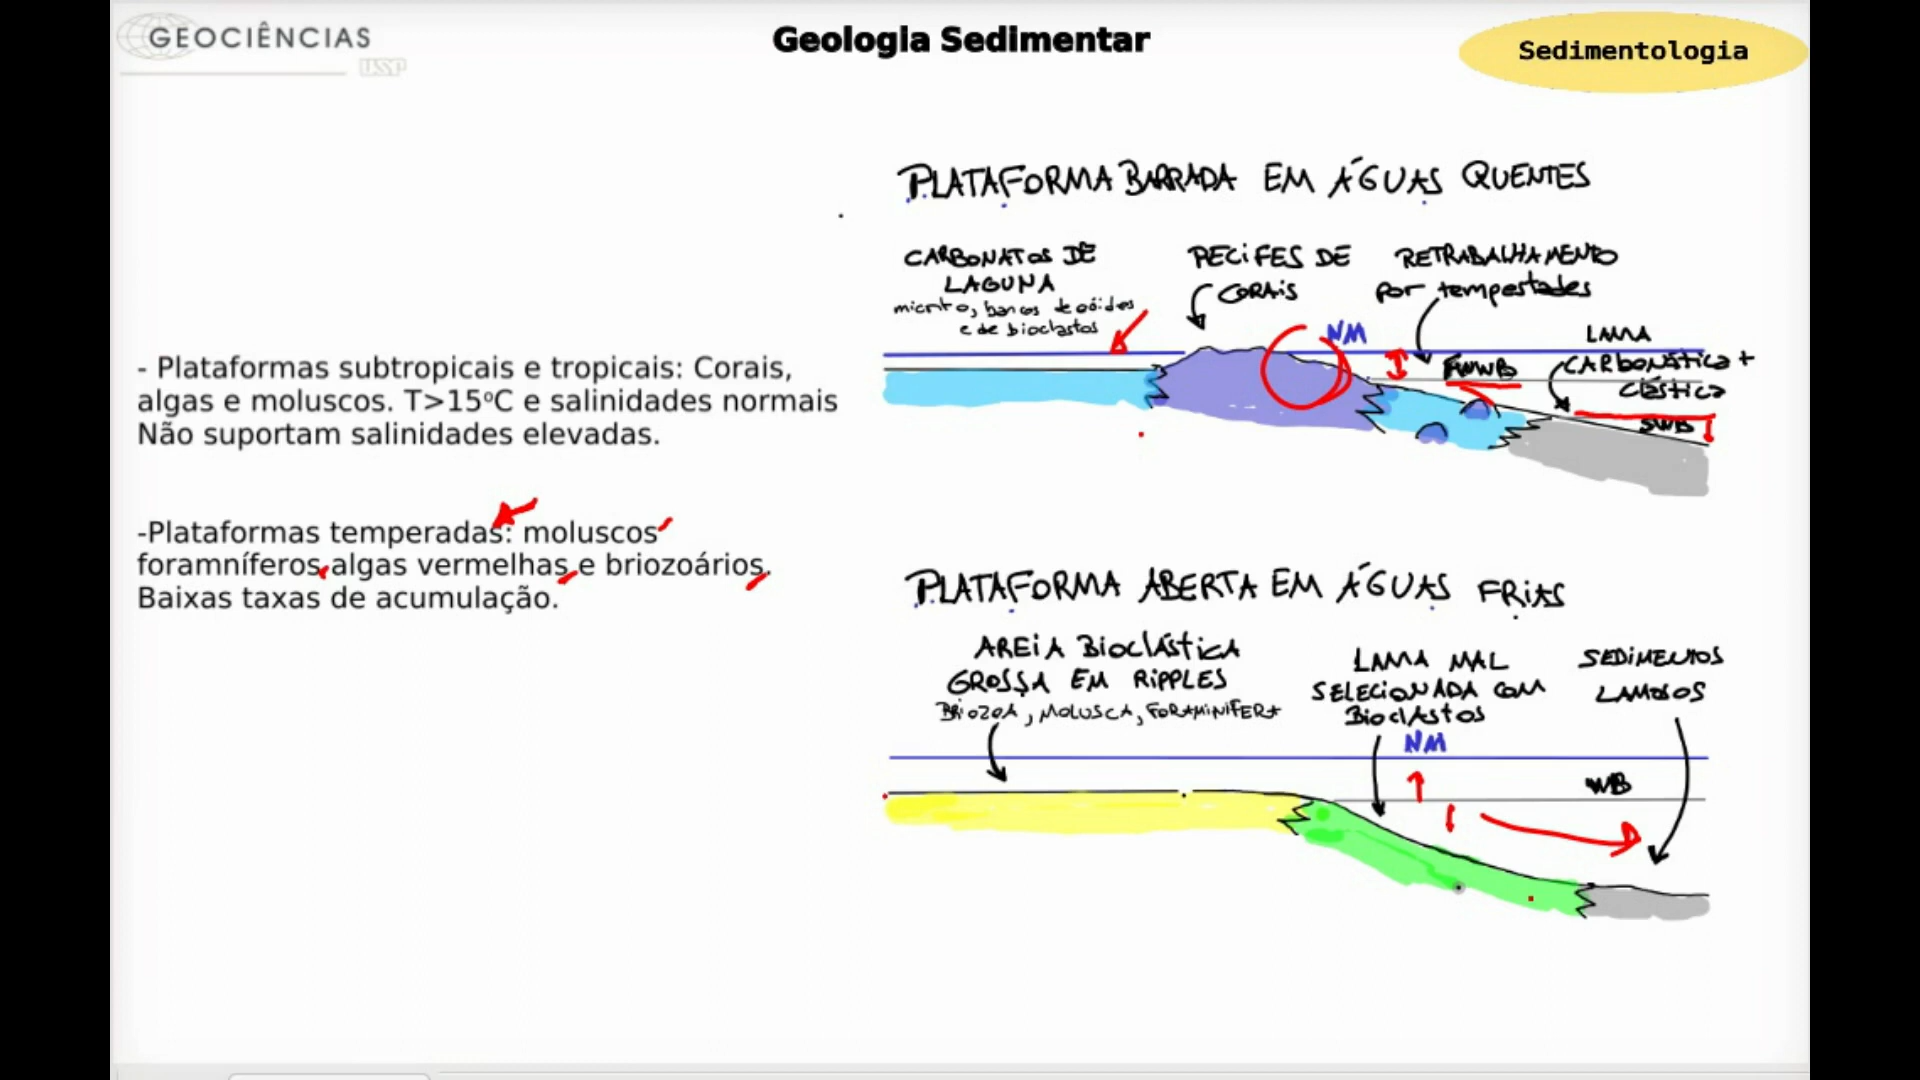 GEOCIÊNCIAS
USP
Geologia Sedimentar
Sedimentologia
- Plataformas subtropicais e tropicais: Corais,
algas e moluscos. T>15ºC e salinidades normais
Não suportam salinidades elevadas.
-Plataformas temperadas: moluscos
foramníferos algas vermelhas e briozoários.
Baixas taxas de acumulação.
PLATAFORMA BARRADA EM ÁGUAS QUENTES
CARBONATOS DE
LAGUNA
micrito, bancos de oóides
e de bioclastos
RECIFES DE
CORAIS
RETRABALHAMENTO
por tempestades
NM
FWWB
LAMA
CARBONÁTICA +
CLÁSTICA
SWB
PLATAFORMA ABERTA EM ÁGUAS FRIAS
AREIA BIOCLÁSTICA
GROSSA EM RIPPLES
BRIOZOA, MOLUSCA, FORAMINIFERA
LAMA MAL
SELECIONADA COM
BIOCLASTOS
NM
SEDIMENTOS
LAMOSOS
WB